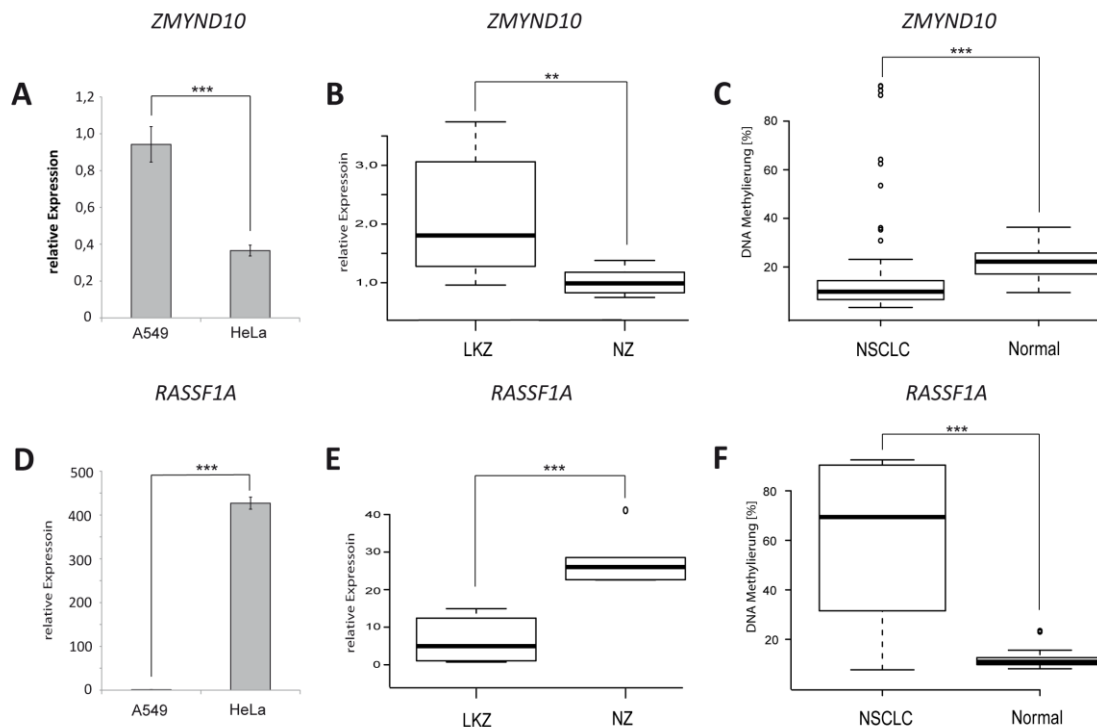 ZMYND10
ZMYND10
ZMYND10
A
relative Expression
1,2
1,0
0,8
0,6
0,4
0,2
0
***
A549
HeLa
B
relative Expressoin
3,0
2.0
1,0
**
LKZ
NZ
C
DNA Methylierung [%]
80
60
40
20
***
NSCLC
Normal
RASSF1A
RASSF1A
RASSF1A
D
relative Expressoin
500
400
300
200
100
0
***
A549
HeLa
E
relative Expressoin
40
30
20
10
0
***
LKZ
NZ
F
DNA Methylierung [%]
80
60
40
20
***
NSCLC
Normal